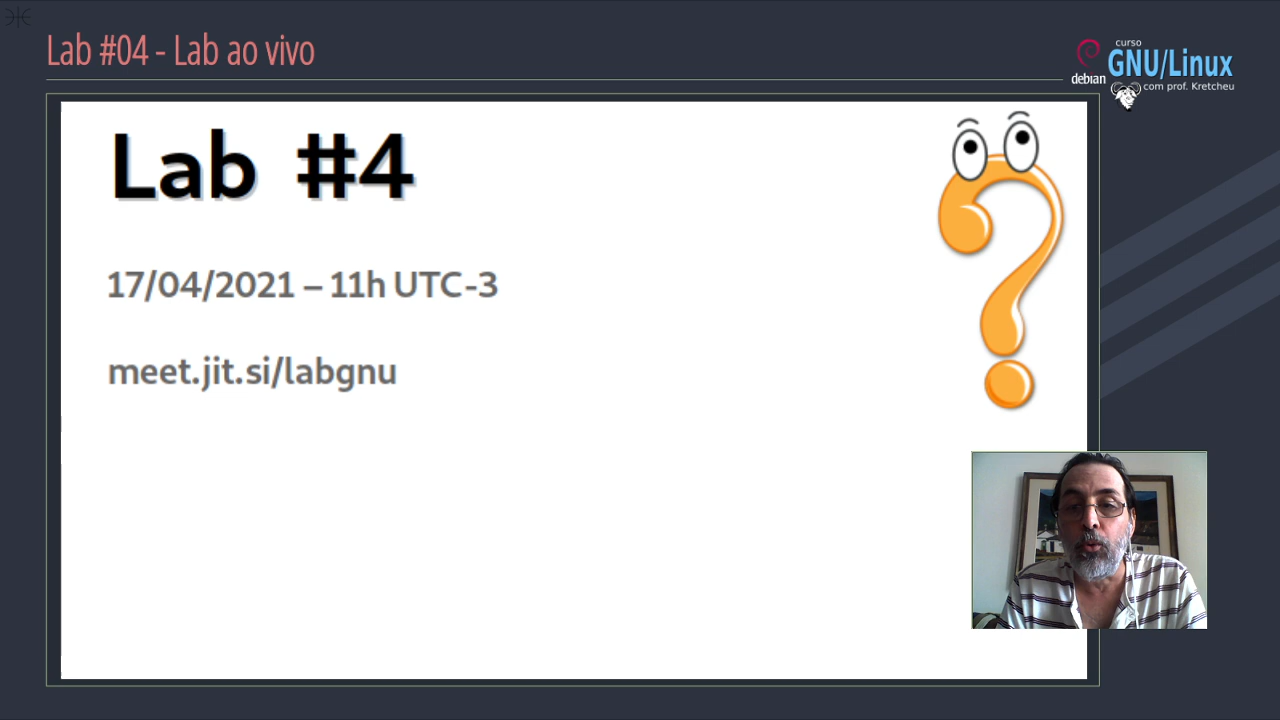 Lab #04 - Lab ao vivo
curso
GNU/Linux
debian
com prof. Kretcheu
Lab #4
17/04/2021 – 11h UTC-3
meet.jit.si/labgnu